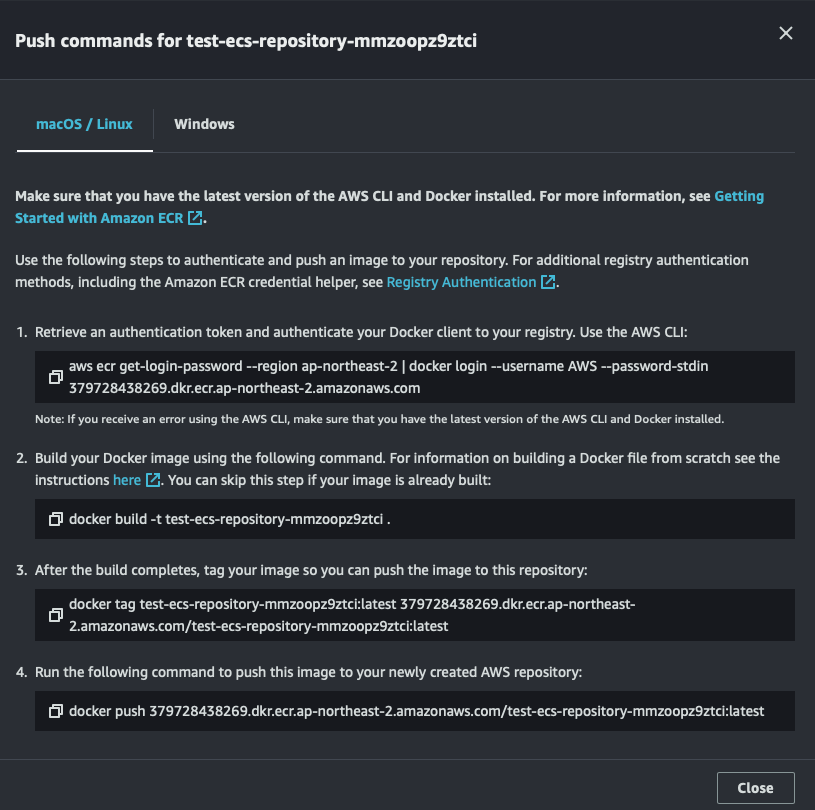 Push commands for test-ecs-repository-mmzoopz9ztci
macOS / Linux
Windows
Make sure that you have the latest version of the AWS CLI and Docker installed. For more information, see Getting
Started with Amazon ECR.
Use the following steps to authenticate and push an image to your repository. For additional registry authentication
methods, including the Amazon ECR credential helper, see Registry Authentication.
1. Retrieve an authentication token and authenticate your Docker client to your registry. Use the AWS CLI:
aws ecr get-login-password --region ap-northeast-2 | docker login --username AWS --password-stdin
379728438269.dkr.ecr.ap-northeast-2.amazonaws.com
Note: If you receive an error using the AWS CLI, make sure that you have the latest version of the AWS CLI and Docker installed.
2. Build your Docker image using the following command. For information on building a Docker file from scratch see the
instructions here. You can skip this step if your image is already built:
docker build -t test-ecs-repository-mmzoopz9ztci .
3. After the build completes, tag your image so you can push the image to this repository:
docker tag test-ecs-repository-mmzoopz9ztci:latest 379728438269.dkr.ecr.ap-northeast-
2.amazonaws.com/test-ecs-repository-mmzoopz9ztci:latest
4. Run the following command to push this image to your newly created AWS repository:
docker push 379728438269.dkr.ecr.ap-northeast-2.amazonaws.com/test-ecs-repository-mmzoopz9ztci:latest
Close